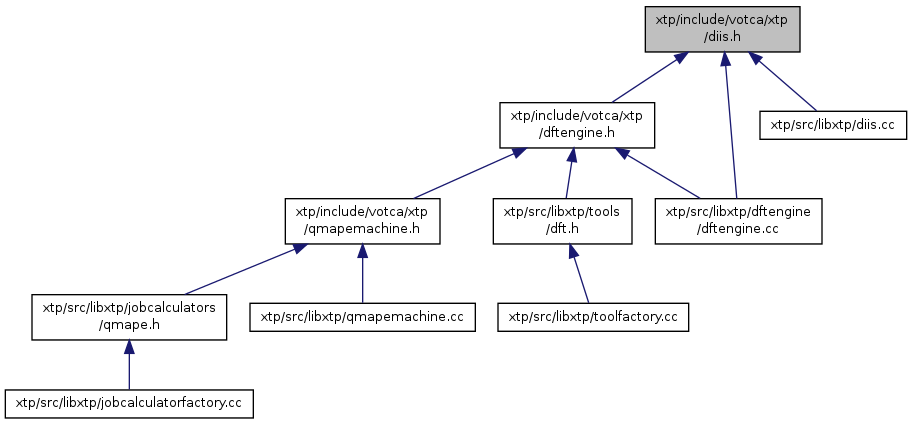 xtp/include/votca/xtp
/diis.h
xtp/include/votca/xtp
/dftengine.h
xtp/src/libxtp/diis.cc
xtp/include/votca/xtp
/qmapemachine.h
xtp/src/libxtp/tools
/dft.h
xtp/src/libxtp/dftengine
/dftengine.cc
xtp/src/libxtp/jobcalculators
/qmape.h
xtp/src/libxtp/qmapemachine.cc
xtp/src/libxtp/toolfactory.cc
xtp/src/libxtp/jobcalculatorfactory.cc